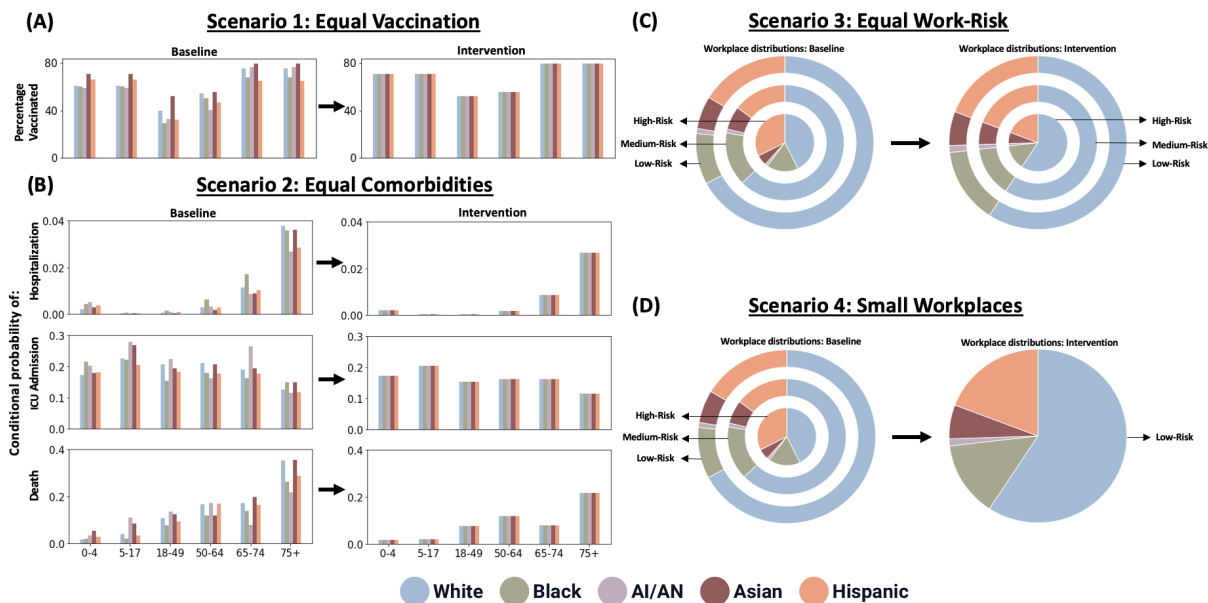 (A)
Scenario 1: Equal Vaccination
Baseline
Intervention
Percentage
Vaccinated
80
40
0
80
40
0
(B)
Scenario 2: Equal Comorbidities
Baseline
Intervention
Conditional probability of:
Hospitalization
0.04
0.02
0.00
0.04
0.02
0.00
ICU Admission
0.3
0.2
0.1
0.0
0.3
0.2
0.1
0.0
Death
0.4
0.2
0.0
0.4
0.2
0.0
0-4 5-17 18-49 50-64 65-74 75+
0-4 5-17 18-49 50-64 65-74 75+
(C)
Scenario 3: Equal Work-Risk
Workplace distributions: Baseline
Workplace distributions: Intervention
High-Risk
Medium-Risk
Low-Risk
High-Risk
Medium-Risk
Low-Risk
(D)
Scenario 4: Small Workplaces
Workplace distributions: Baseline
Workplace distributions: Intervention
High-Risk
Medium-Risk
Low-Risk
Low-Risk
White Black AI/AN Asian Hispanic